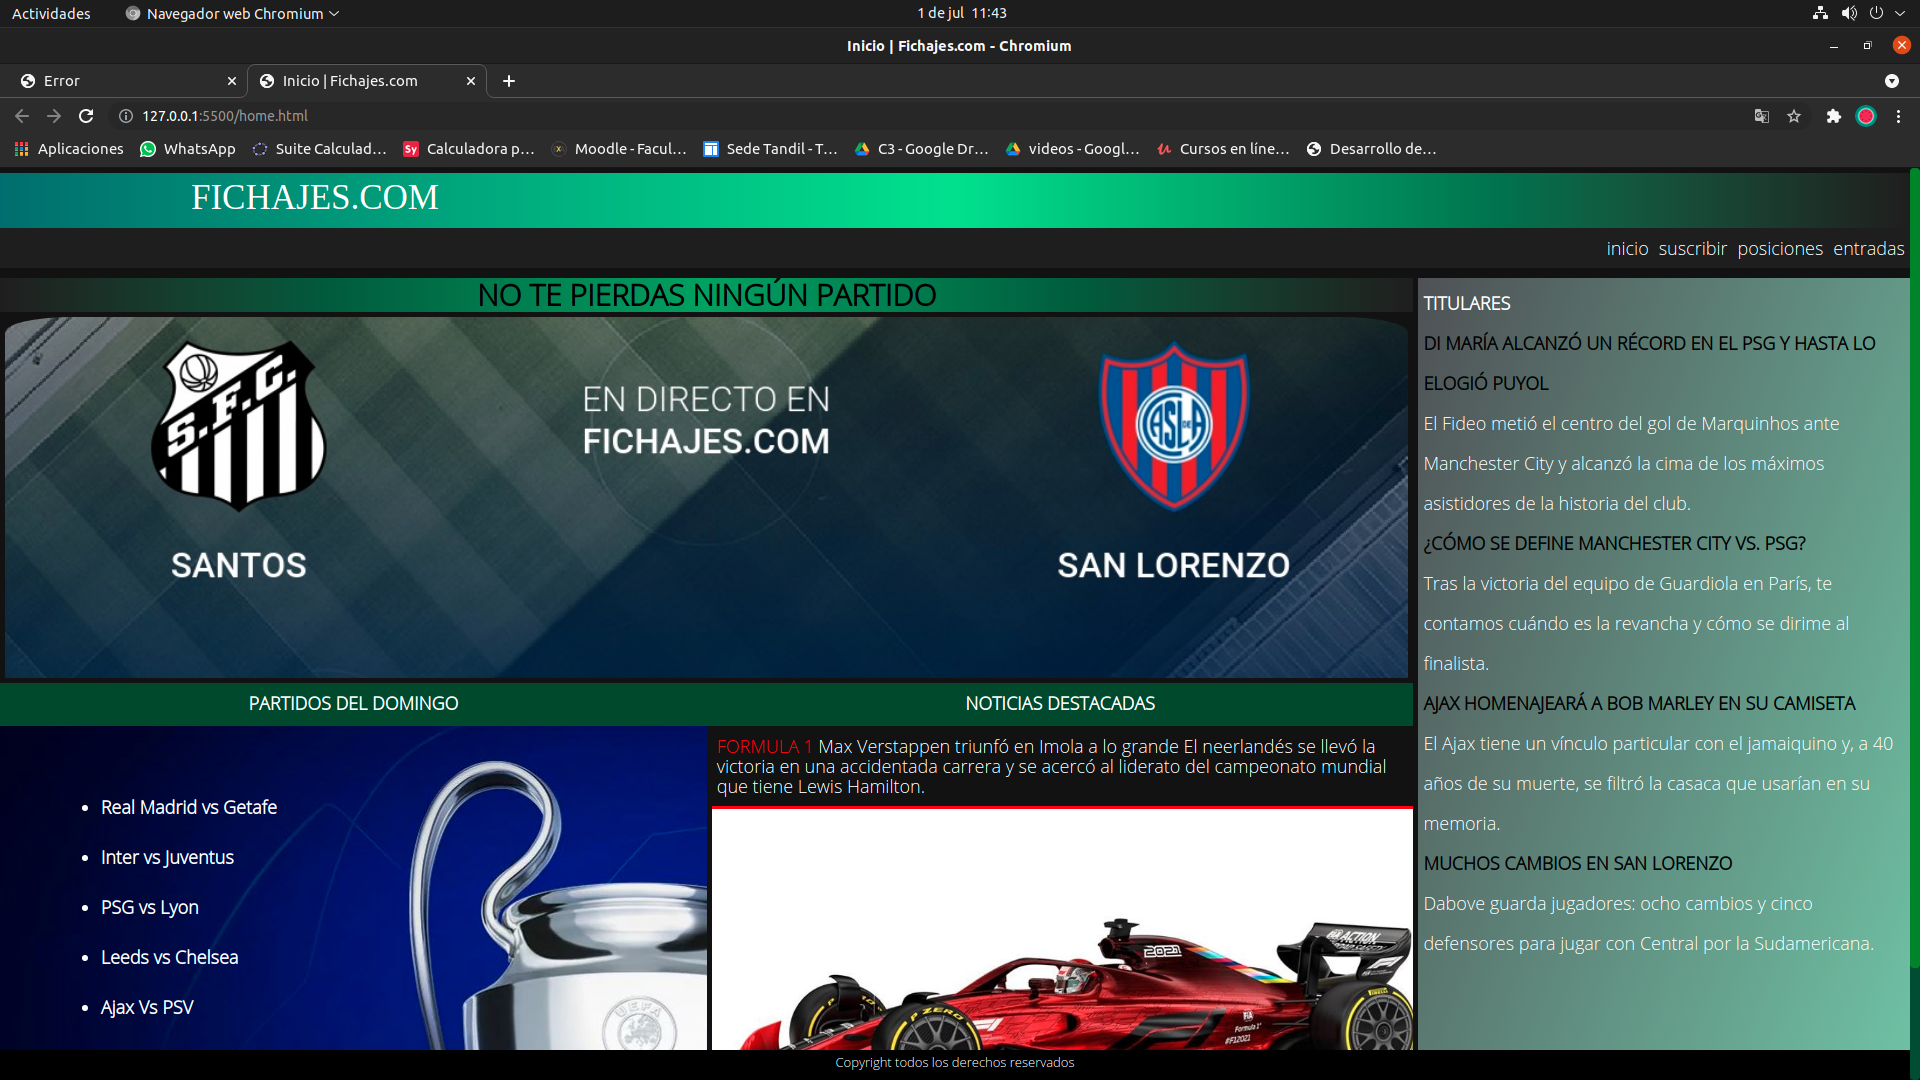 Actividades
Navegador web Chromium
1 de jul 11:43
Inicio | Fichajes.com - Chromium
Error
Inicio | Fichajes.com
127.0.0.1:5500/home.html
Aplicaciones
WhatsApp
Suite Calculad…
Sy
Calculadora p…
Moodle - Facul…
Sede Tandil - T…
C3 - Google Dr…
videos - Googl…
Cursos en líne…
Desarrollo de…
FICHAJES.COM
inicio suscribir posiciones entradas
NO TE PIERDAS NINGÚN PARTIDO
S.F.C.
EN DIRECTO EN
FICHAJES.COM
CASLA
DE
SANTOS
SAN LORENZO
PARTIDOS DEL DOMINGO
Real Madrid vs Getafe
Inter vs Juventus
PSG vs Lyon
Leeds vs Chelsea
Ajax Vs PSV
UEFA
NOTICIAS DESTACADAS
FORMULA 1 Max Verstappen triunfó en Imola a lo grande El neerlandés se llevó la
victoria en una accidentada carrera y se acercó al liderato del campeonato mundial
que tiene Lewis Hamilton.
2021
P ZERO
PIRELLI
FIA
Formula 1
#F12021
TITULARES
DI MARÍA ALCANZÓ UN RÉCORD EN EL PSG Y HASTA LO
ELOGIÓ PUYOL
El Fideo metió el centro del gol de Marquinhos ante
Manchester City y alcanzó la cima de los máximos
asistidores de la historia del club.
¿CÓMO SE DEFINE MANCHESTER CITY VS. PSG?
Tras la victoria del equipo de Guardiola en París, te
contamos cuándo es la revancha y cómo se dirime al
finalista.
AJAX HOMENAJEARÁ A BOB MARLEY EN SU CAMISETA
El Ajax tiene un vínculo particular con el jamaiquino y, a 40
años de su muerte, se filtró la casaca que usarían en su
memoria.
MUCHOS CAMBIOS EN SAN LORENZO
Dabove guarda jugadores: ocho cambios y cinco
defensores para jugar con Central por la Sudamericana.
Copyright todos los derechos reservados